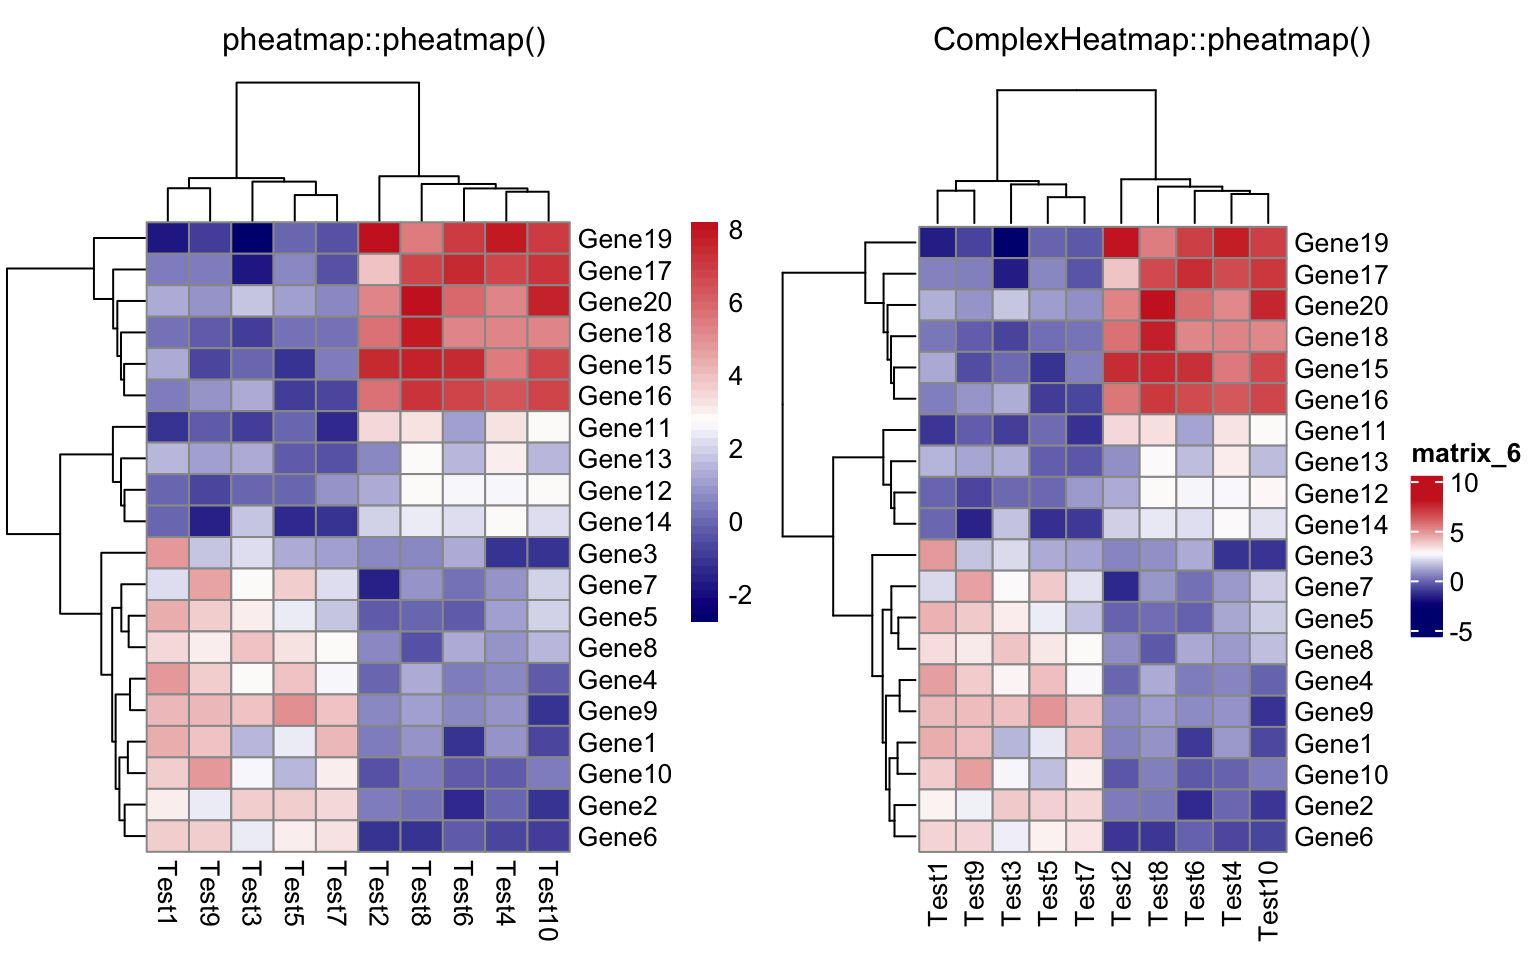 pheatmap::pheatmap()
Gene19
Gene17
Gene20
Gene18
Gene15
Gene16
Gene11
Gene13
Gene12
Gene14
Gene3
Gene7
Gene5
Gene8
Gene4
Gene9
Gene1
Gene10
Gene2
Gene6
Test1
Test9
Test3
Test5
Test7
Test2
Test8
Test6
Test4
Test10
8
6
4
2
0
-2
ComplexHeatmap::pheatmap()
Gene19
Gene17
Gene20
Gene18
Gene15
Gene16
Gene11
Gene13
Gene12
Gene14
Gene3
Gene7
Gene5
Gene8
Gene4
Gene9
Gene1
Gene10
Gene2
Gene6
Test1
Test9
Test3
Test5
Test7
Test2
Test8
Test6
Test4
Test10
matrix_6
10
5
0
-5